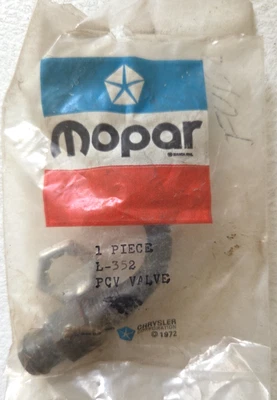 mopar
1 PIECE
L-352
PCV VALVE
CHRYSLER
CORPORATION
© 1972